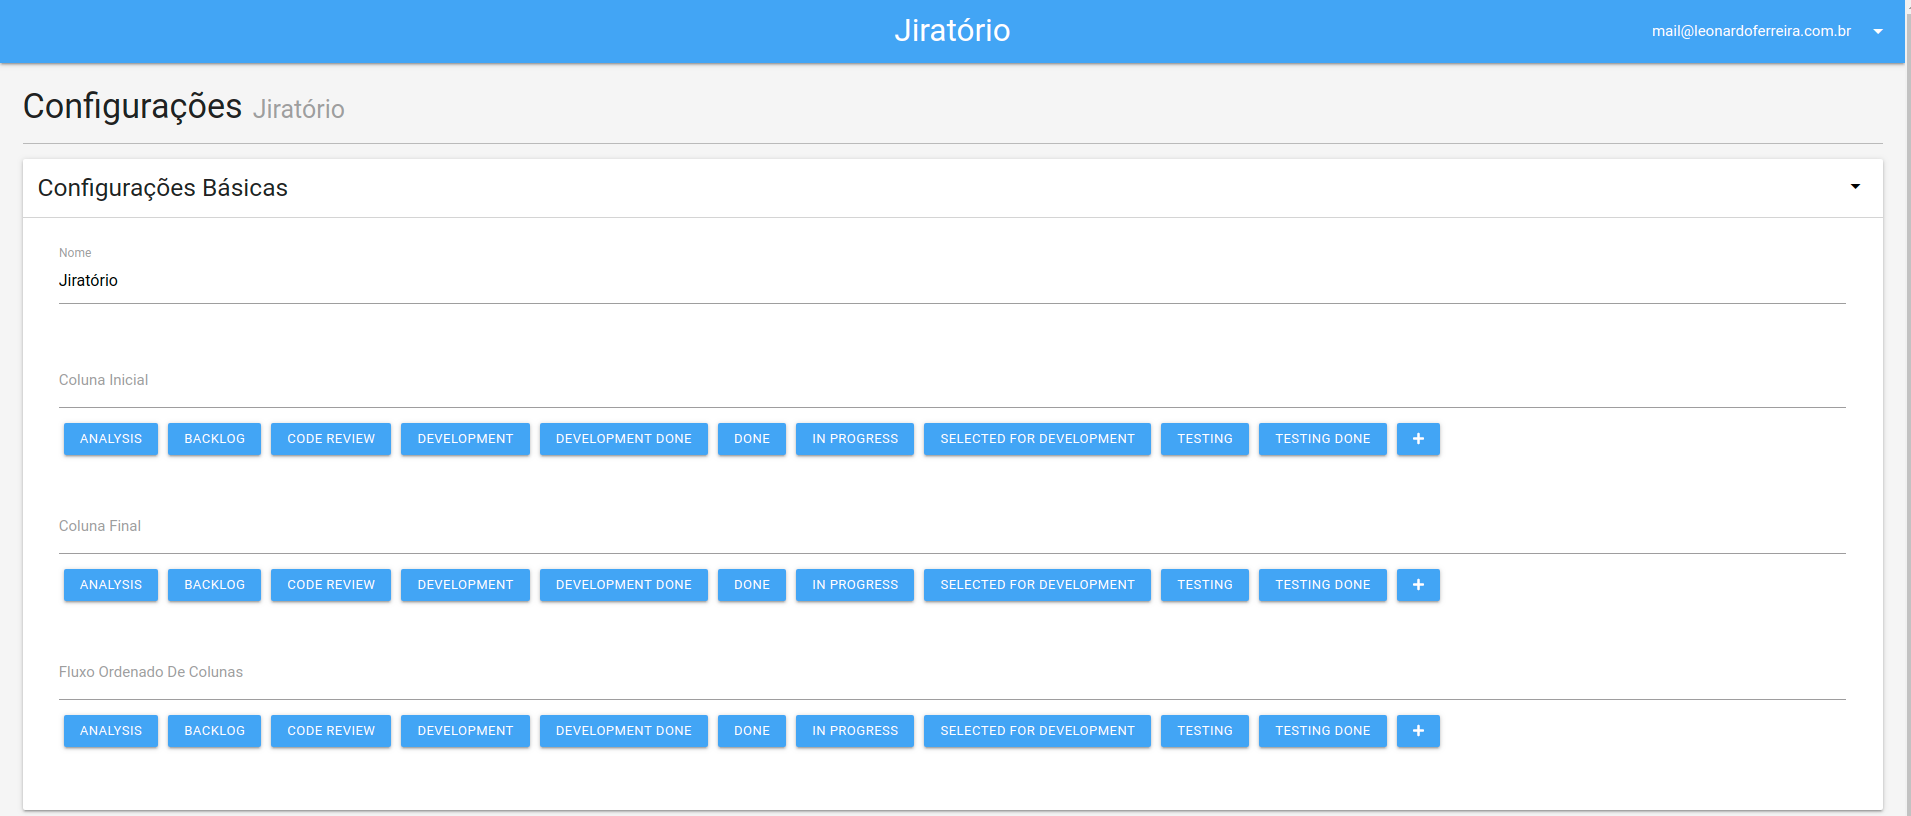 Jiratório
mail@leonardoferreira.com.br
Configurações Jiratório
Configurações Básicas
Nome
Jiratório
Coluna Inicial
ANALYSIS BACKLOG CODE REVIEW DEVELOPMENT DEVELOPMENT DONE DONE IN PROGRESS SELECTED FOR DEVELOPMENT TESTING TESTING DONE +
Coluna Final
ANALYSIS BACKLOG CODE REVIEW DEVELOPMENT DEVELOPMENT DONE DONE IN PROGRESS SELECTED FOR DEVELOPMENT TESTING TESTING DONE +
Fluxo Ordenado De Colunas
ANALYSIS BACKLOG CODE REVIEW DEVELOPMENT DEVELOPMENT DONE DONE IN PROGRESS SELECTED FOR DEVELOPMENT TESTING TESTING DONE +